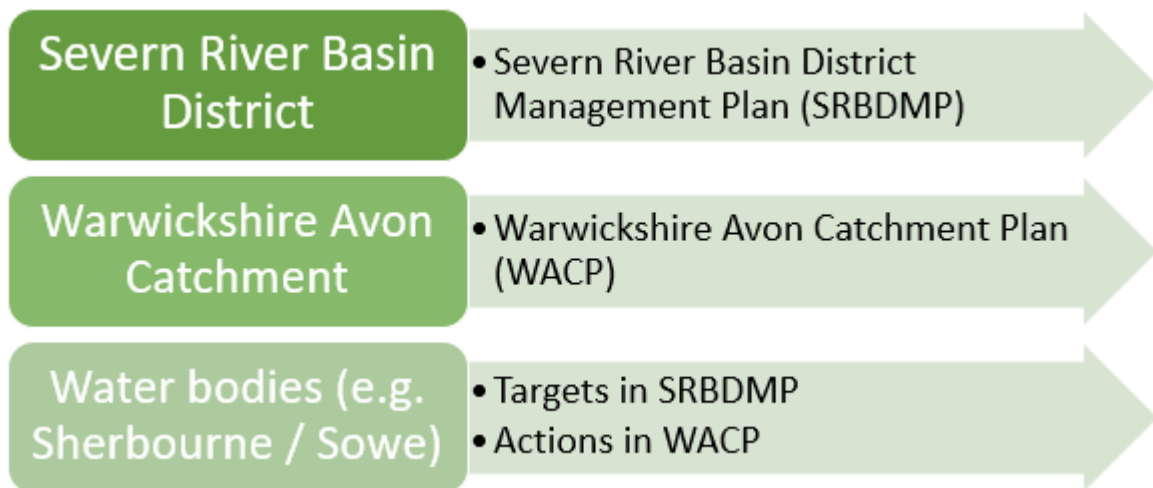 Severn River Basin
District
• Severn River Basin District
Management Plan (SRBDMP)
Warwickshire Avon
Catchment
• Warwickshire Avon Catchment Plan
(WACP)
Water bodies (e.g.
Sherbourne / Sowe)
• Targets in SRBDMP
• Actions in WACP